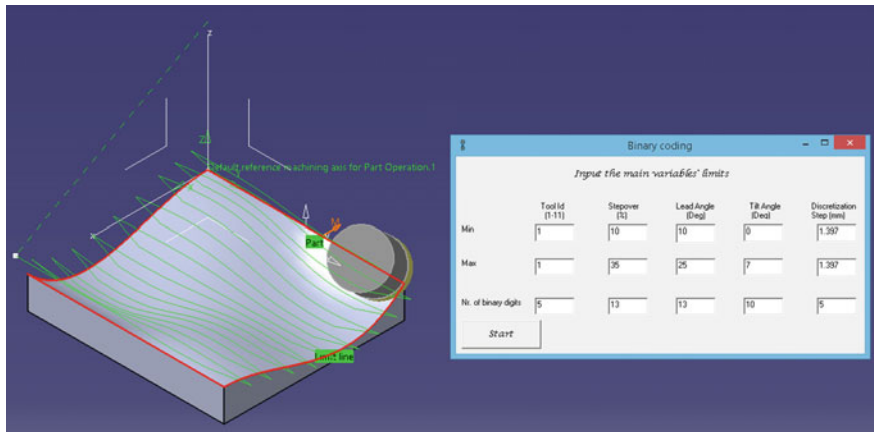 z
Z
Default reference machining axis for Part Operation.1
x
Part
Limit line
Binary coding
Input the main variables' limits
Tool Id (1-11)
Stepover (%)
Lead Angle (Deg)
Tilt Angle (Deg)
Discretization Step (mm)
Min 1 10 10 0 1.397
Max 1 35 25 7 1.397
Nr. of binary digits 5 13 13 10 5
Start